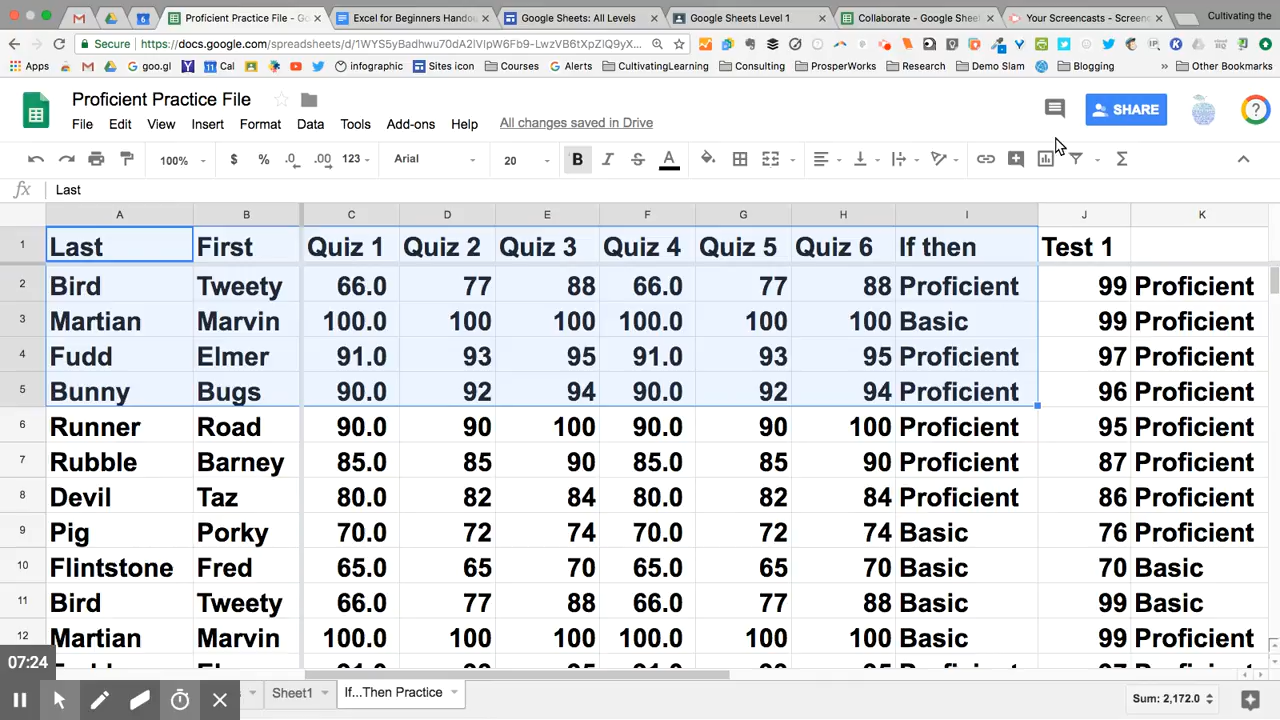 Proficient Practice File - Go
Excel for Beginners Handou
Google Sheets: All Levels
Google Sheets Level 1
Collaborate - Google Sheet
Your Screencasts - Screenc
Cultivating the
Secure
https://docs.google.com/spreadsheets/d/1WYS5yBadhwu70dA2lVlpW6Fb9-LwzVB6tXpZlQ9yX...
Apps
goo.gl
Cal
infographic
Sites icon
Courses
Alerts
CultivatingLearning
Consulting
ProsperWorks
Research
Demo Slam
Blogging
» Other Bookmarks
Proficient Practice File
SHARE
File Edit View Insert Format Data Tools Add-ons Help All changes saved in Drive
100% $ % .0 .00 123 Arial 20 B I S A Σ
fx Last
A B C D E F G H I J K
1 Last First Quiz 1 Quiz 2 Quiz 3 Quiz 4 Quiz 5 Quiz 6 If then Test 1
2 Bird Tweety 66.0 77 88 66.0 77 88 Proficient 99 Proficient
3 Martian Marvin 100.0 100 100 100.0 100 100 Basic 99 Proficient
4 Fudd Elmer 91.0 93 95 91.0 93 95 Proficient 97 Proficient
5 Bunny Bugs 90.0 92 94 90.0 92 94 Proficient 96 Proficient
6 Runner Road 90.0 90 100 90.0 90 100 Proficient 95 Proficient
7 Rubble Barney 85.0 85 90 85.0 85 90 Proficient 87 Proficient
8 Devil Taz 80.0 82 84 80.0 82 84 Proficient 86 Proficient
9 Pig Porky 70.0 72 74 70.0 72 74 Basic 76 Proficient
10 Flintstone Fred 65.0 65 70 65.0 65 70 Basic 70 Basic
11 Bird Tweety 66.0 77 88 66.0 77 88 Basic 99 Basic
12 Martian Marvin 100.0 100 100 100.0 100 100 Basic 99 Proficient
07:24
Sheet1
If...Then Practice
Sum: 2,172.0